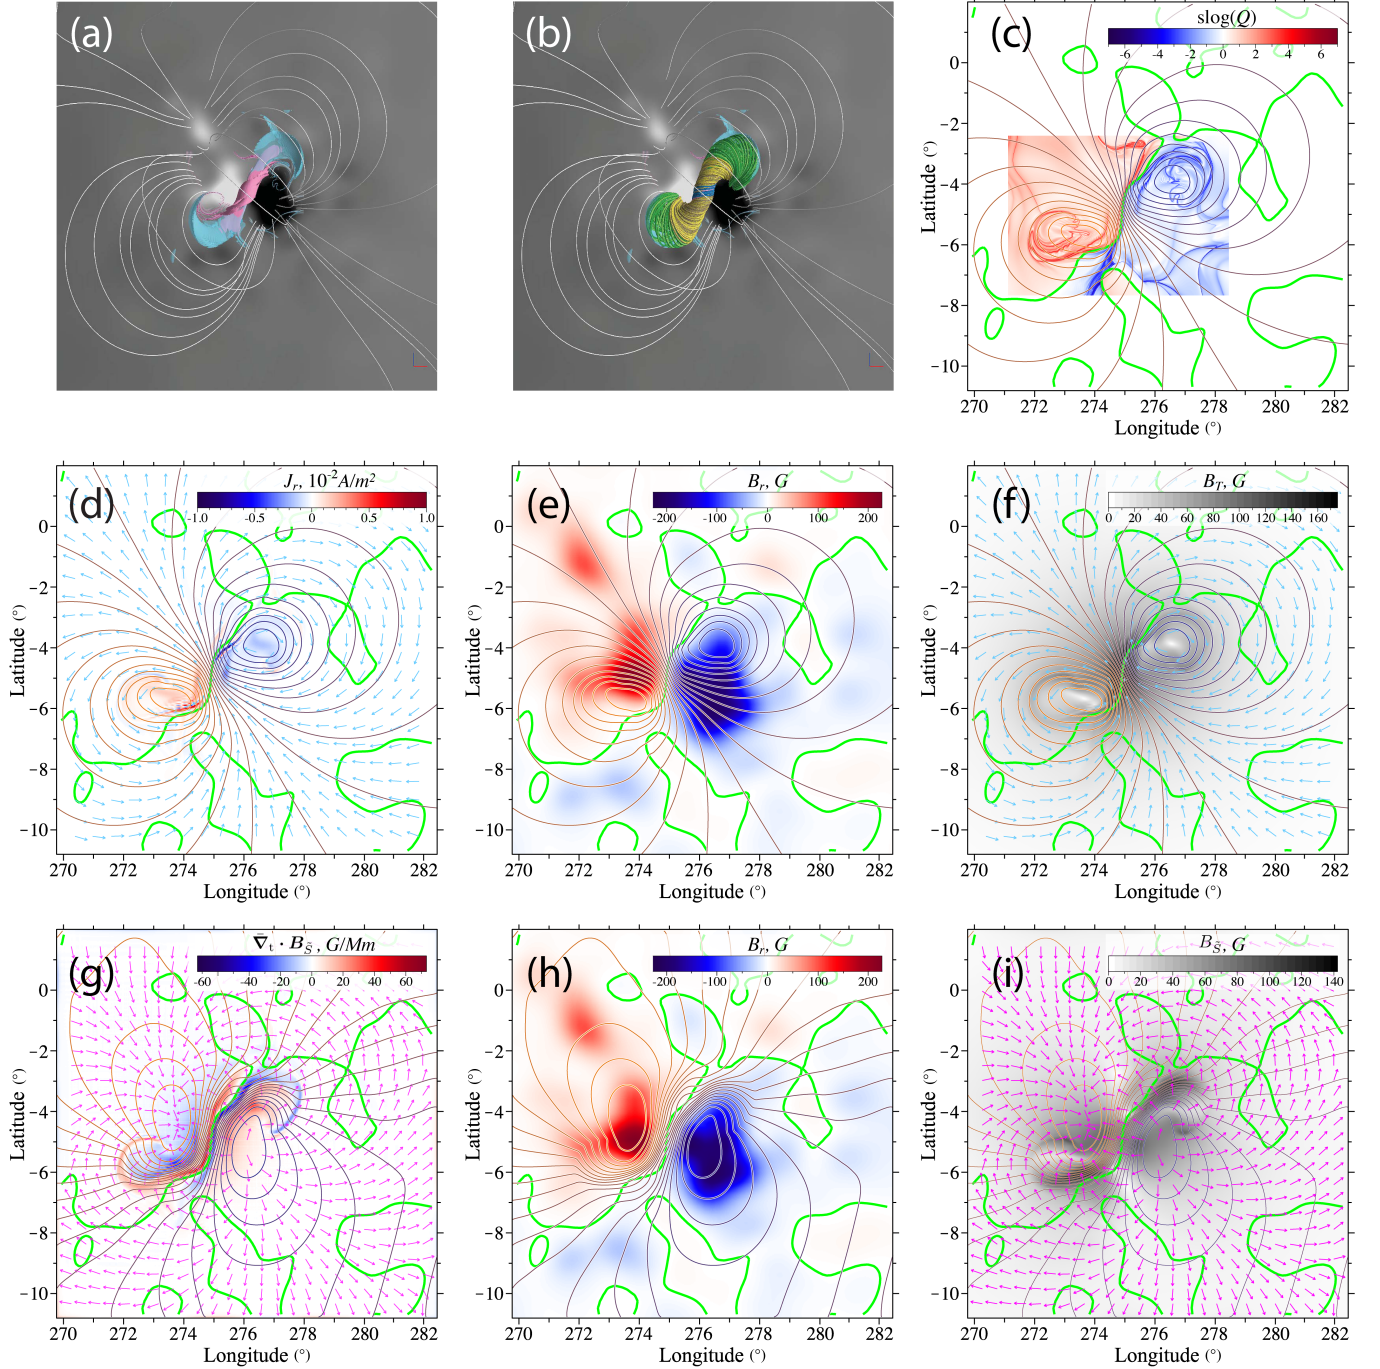 (a)
(b)
(c)
slog(Q)
-6 -4 -2 0 2 4 6
0
−2
−4
−6
−8
−10
Latitude (°)
270 272 274 276 278 280 282
Longitude (°)
(d)
J_r, 10^-2 A/m^2
-1.0 -0.5 0 0.5 1.0
0
−2
−4
−6
−8
−10
Latitude (°)
270 272 274 276 278 280 282
Longitude (°)
(e)
B_r, G
-200 -100 0 100 200
0
−2
−4
−6
−8
−10
Latitude (°)
270 272 274 276 278 280 282
Longitude (°)
(f)
B_T, G
0 20 40 60 80 100 120 140 160
0
−2
−4
−6
−8
−10
Latitude (°)
270 272 274 276 278 280 282
Longitude (°)
(g)
∇̄_t · B_S̃, G/Mm
-60 -40 -20 0 20 40 60
0
−2
−4
−6
−8
−10
Latitude (°)
270 272 274 276 278 280 282
Longitude (°)
(h)
B_r, G
-200 -100 0 100 200
0
−2
−4
−6
−8
−10
Latitude (°)
270 272 274 276 278 280 282
Longitude (°)
(i)
B_S̃, G
0 20 40 60 80 100 120 140
0
−2
−4
−6
−8
−10
Latitude (°)
270 272 274 276 278 280 282
Longitude (°)